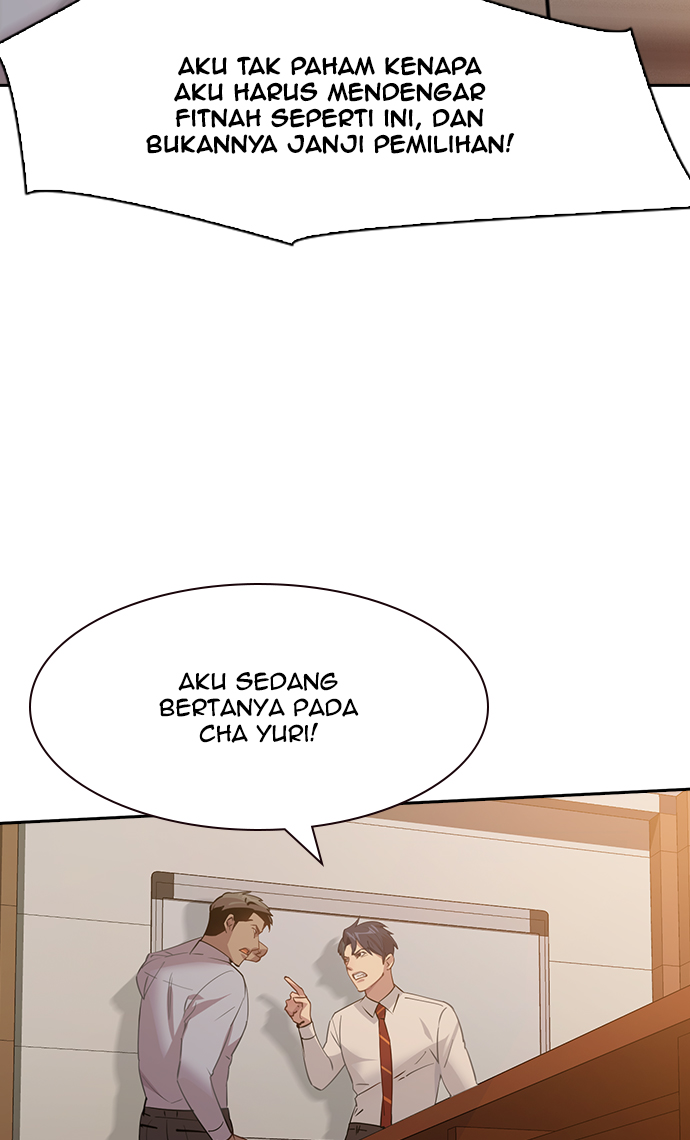 AKU TAK PAHAM KENAPA
AKU HARUS MENDENGAR
FITNAH SEPERTI INI, DAN
BUKANNYA JANJI PEMILIHAN!
AKU SEDANG
BERTANYA PADA
CHA YURI!